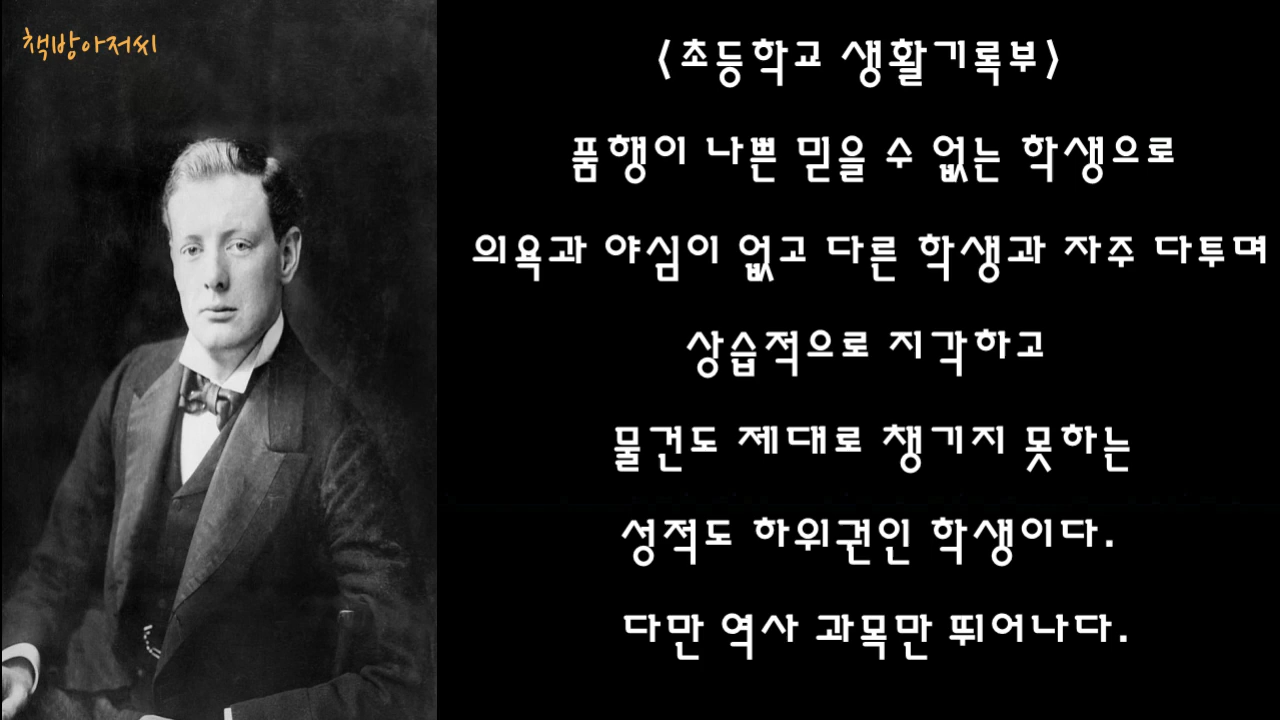 책방아저씨
<초등학교 생활기록부>
품행이 나쁜 믿을 수 없는 학생으로
의욕과 야심이 없고 다른 학생과 자주 다투며
상습적으로 지각하고
물건도 제대로 챙기지 못하는
성적도 하위권인 학생이다.
다만 역사 과목만 뛰어나다.